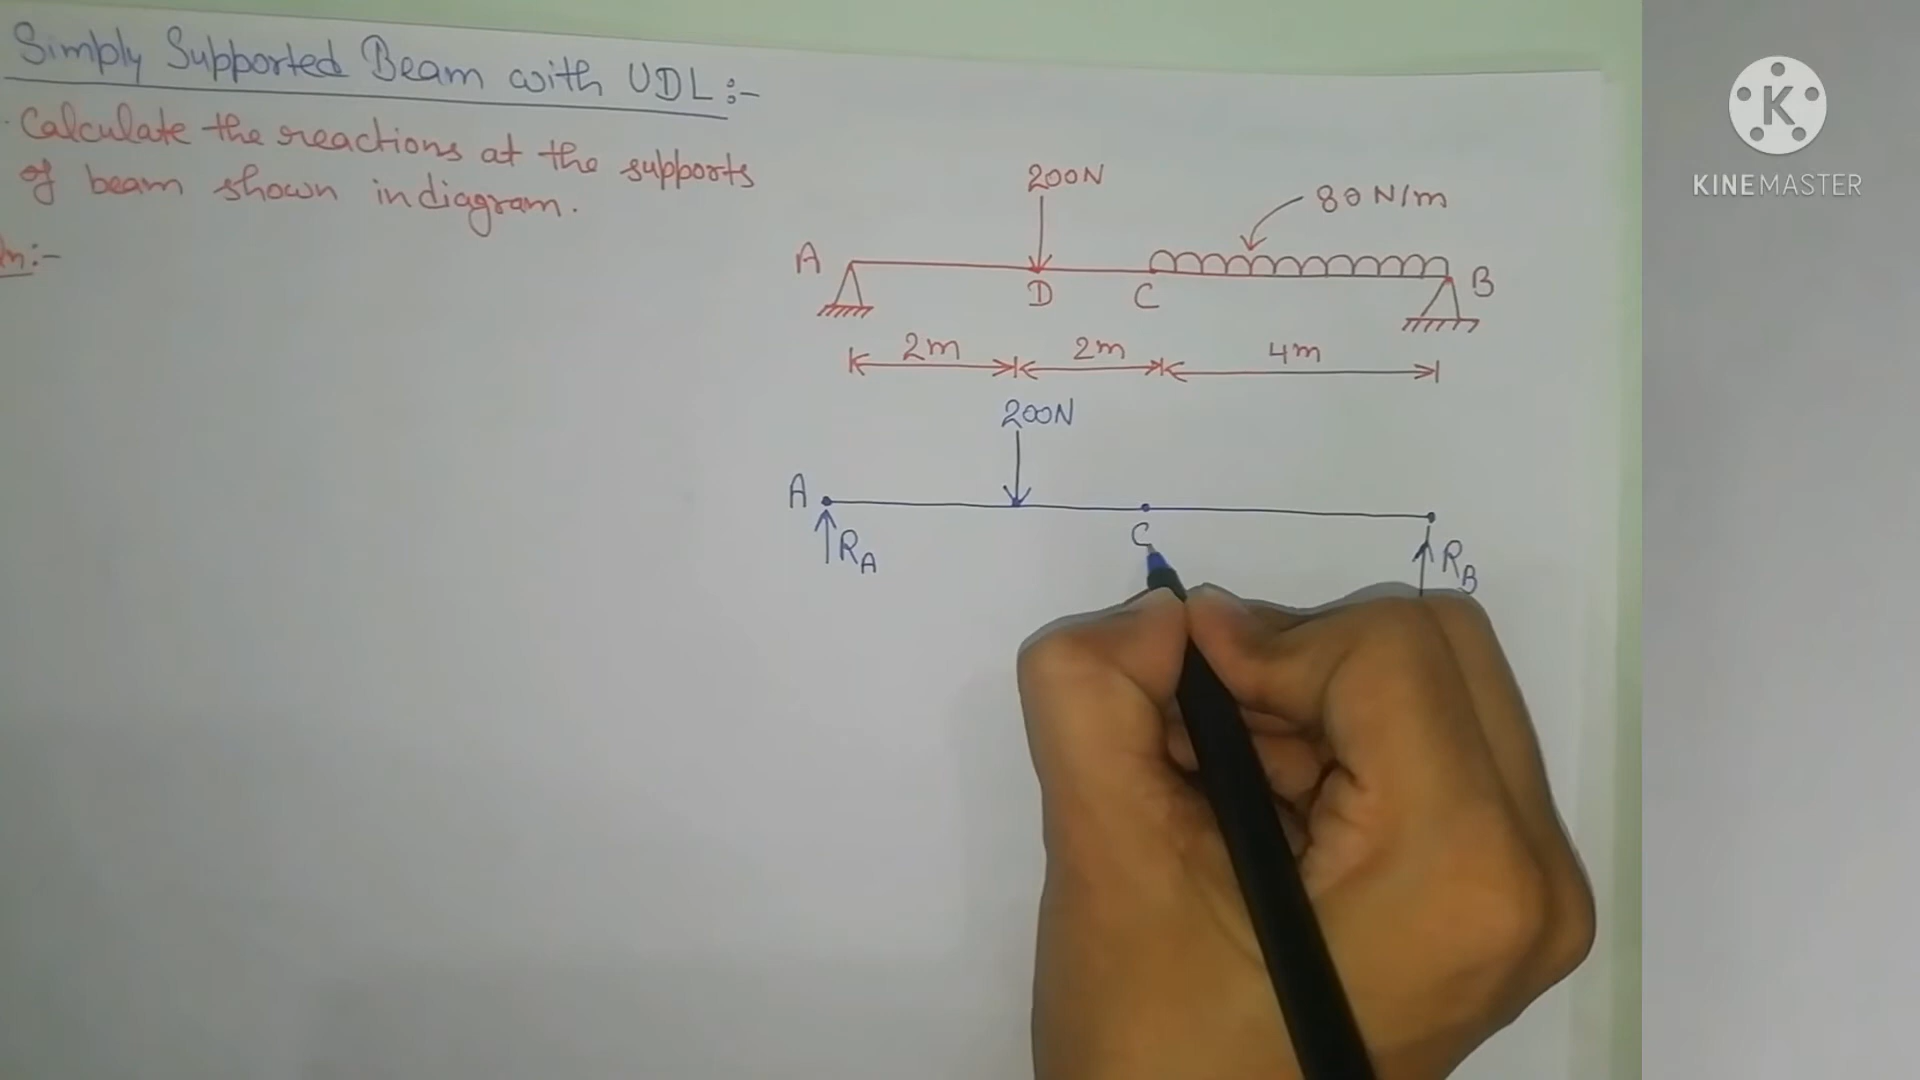 Simply Supported Beam with UDL:-
Calculate the reactions at the supports
of beam shown in diagram.
200N
80 N/m
A
D
C
B
2m
2m
4m
200N
A
RA
C
RB
K
KINEMASTER